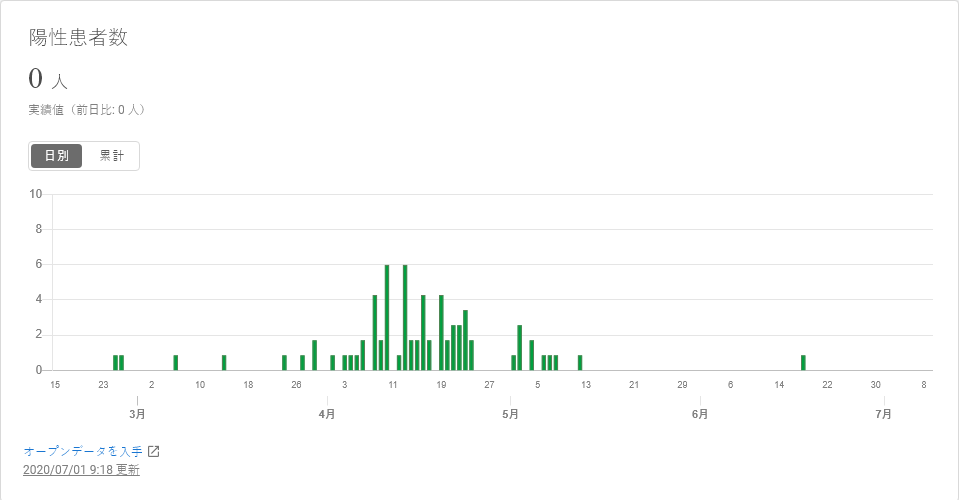 陽性患者数
0 人
実績値（前日比: 0 人）
日別 累計
10
8
6
4
2
0
15 23 2 10 18 26 3 11 19 27 5 13 21 29 6 14 22 30 8
3月 4月 5月 6月 7月
オープンデータを入手
2020/07/01 9:18 更新